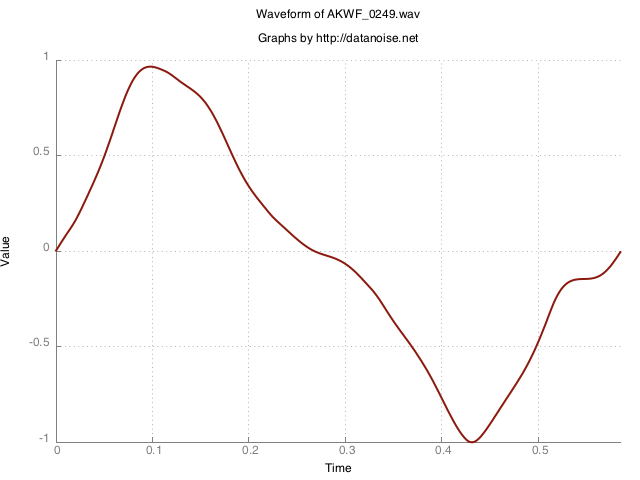 Waveform of AKWF_0249.wav
Graphs by http://datanoise.net
1
0.5
0
-0.5
-1
Value
0 0.1 0.2 0.3 0.4 0.5
Time